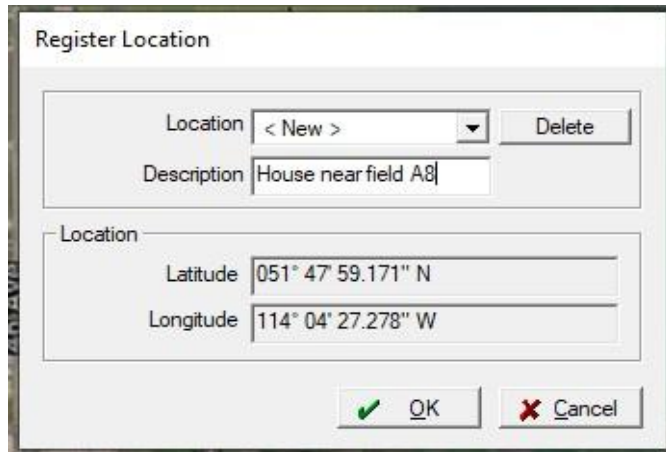 Register Location
Location < New > Delete
Description House near field A8
Location
Latitude 051° 47' 59.171" N
Longitude 114° 04' 27.278" W
OK Cancel